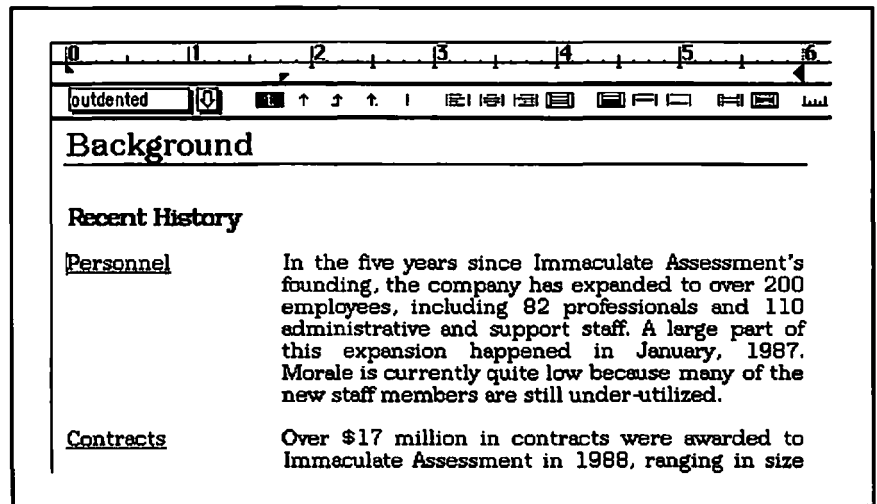 0 1 2 3 4 5 6
outdented
Background
Recent History
Personnel In the five years since Immaculate Assessment's
founding, the company has expanded to over 200
employees, including 82 professionals and 110
administrative and support staff. A large part of
this expansion happened in January, 1987.
Morale is currently quite low because many of the
new staff members are still under-utilized.
Contracts Over $17 million in contracts were awarded to
Immaculate Assessment in 1988, ranging in size